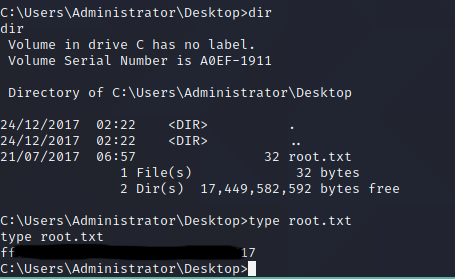 C:\Users\Administrator\Desktop>dir
dir
 Volume in drive C has no label.
 Volume Serial Number is A0EF-1911

 Directory of C:\Users\Administrator\Desktop

24/12/2017  02:22    <DIR>          .
24/12/2017  02:22    <DIR>          ..
21/07/2017  06:57                32 root.txt
               1 File(s)             32 bytes
               2 Dir(s)  17,449,582,592 bytes free

C:\Users\Administrator\Desktop>type root.txt
type root.txt
ff 17
C:\Users\Administrator\Desktop>